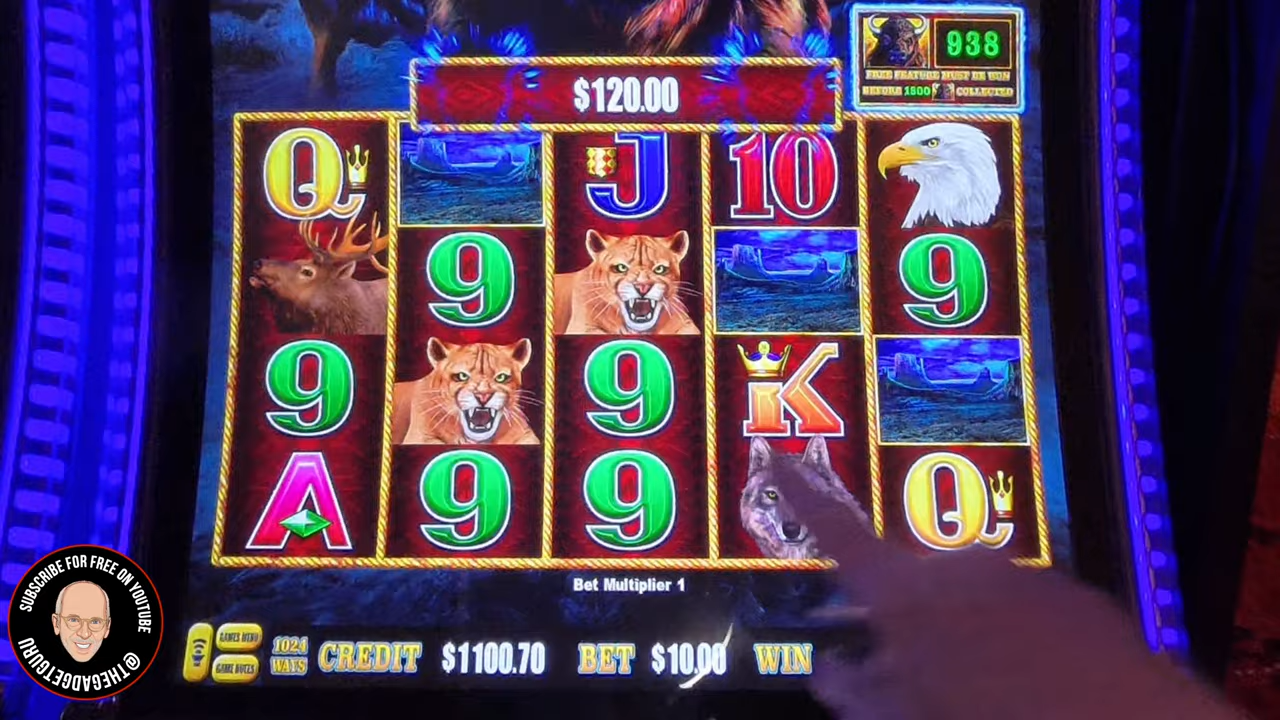 938
FREE FEATURE MUST BE WON
BEFORE 1800 COLLECTED
$120.00
Q J 10
9 9
9 9 K
A 9 9 Q
Bet Multiplier 1
GAMES MENU
GAME RULES
1024
WAYS
CREDIT $1100.70 BET $10.00 WIN
SUBSCRIBE FOR FREE ON YOUTUBE
@THEGADGETGURU